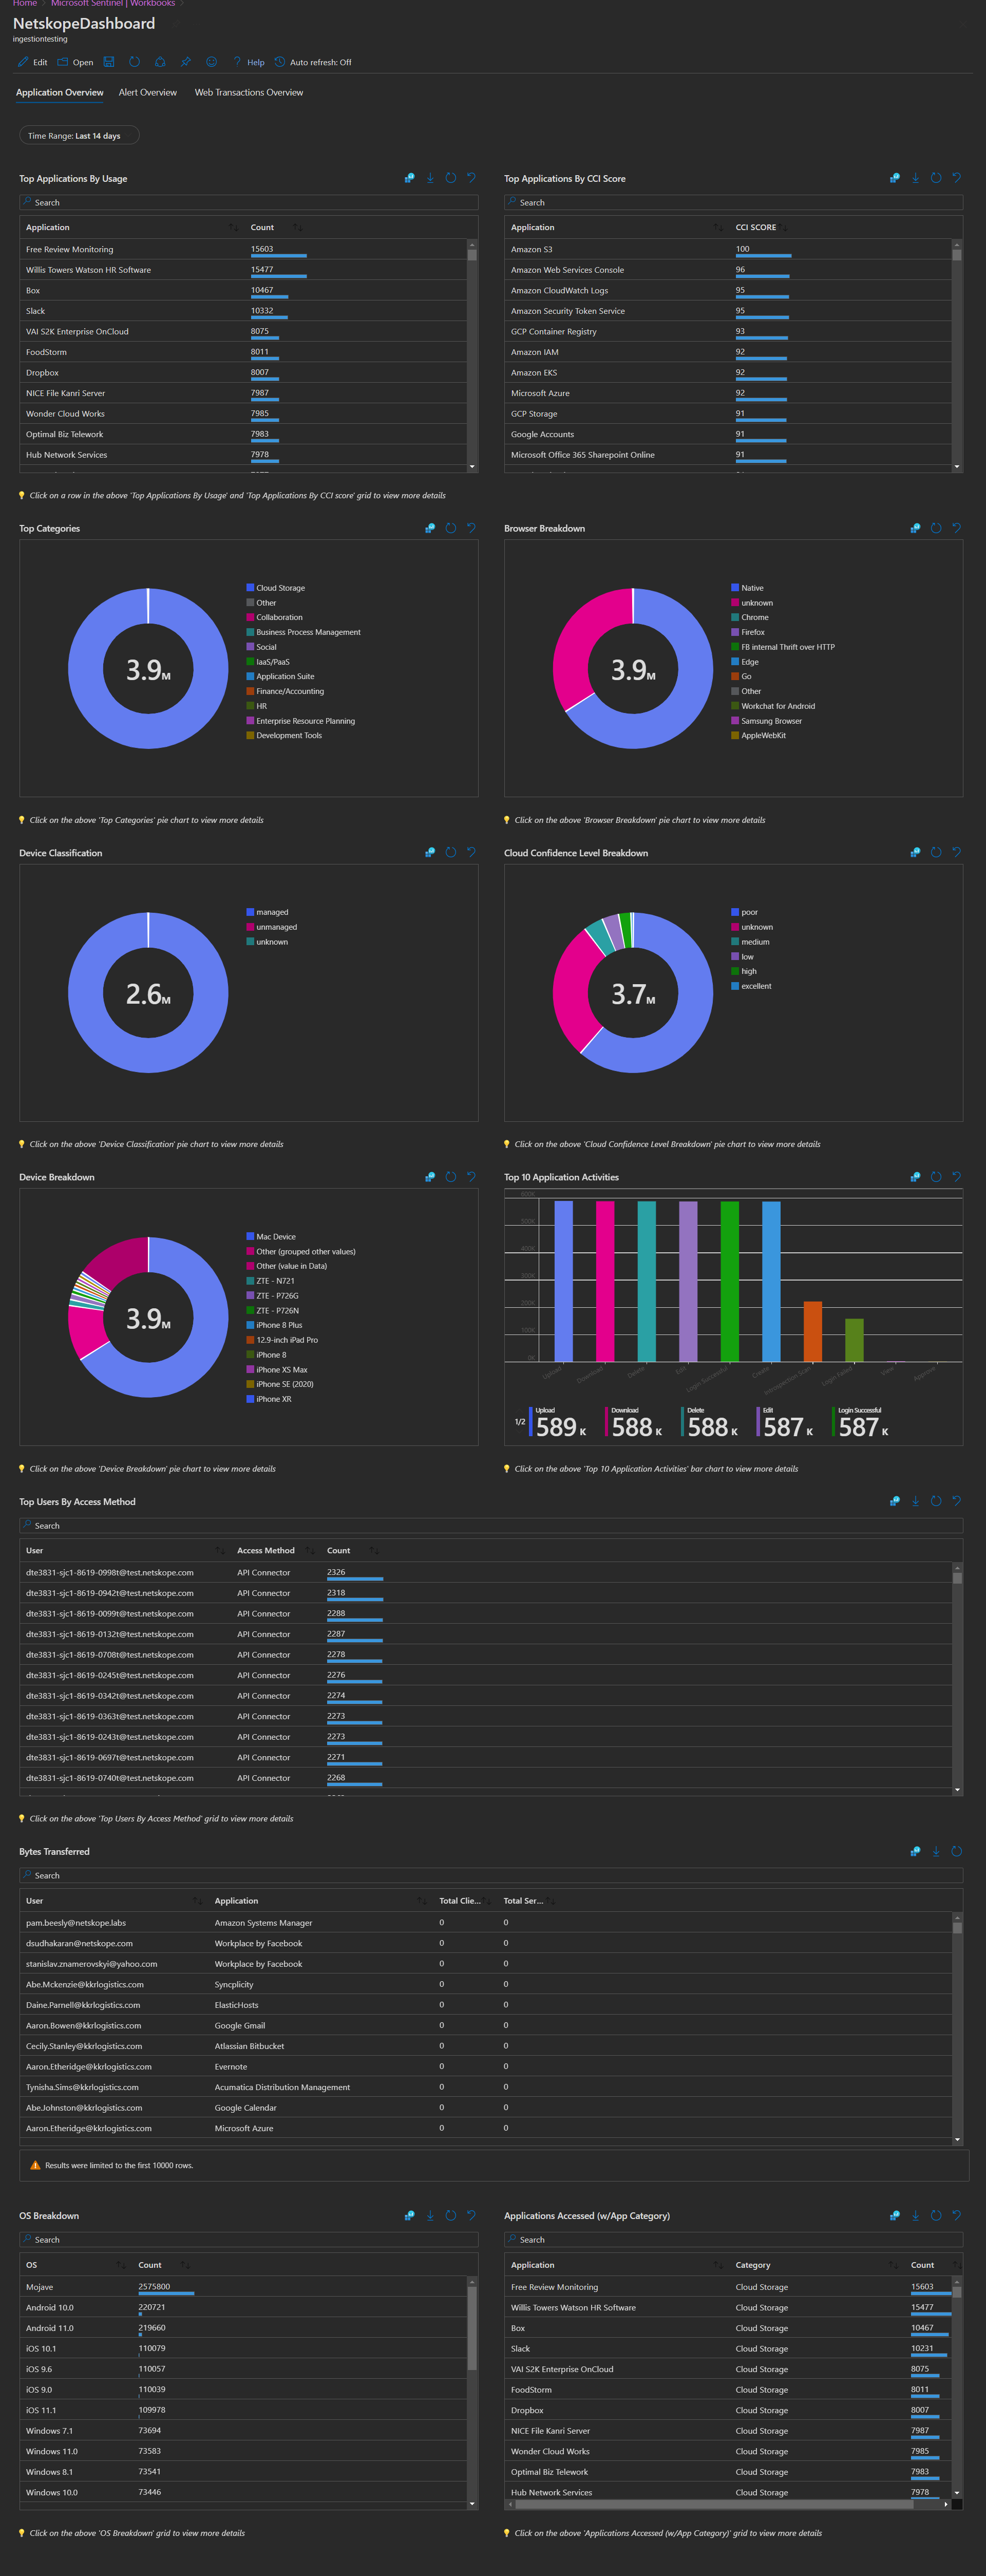 Home > Microsoft Sentinel | Workbooks >
NetskopeDashboard
ingestiontesting
Edit Open Help Auto refresh: Off
Application Overview Alert Overview Web Transactions Overview
Time Range: Last 14 days
Top Applications By Usage
Search
Application Count
Free Review Monitoring 15603
Willis Towers Watson HR Software 15477
Box 10467
Slack 10332
VAI S2K Enterprise OnCloud 8075
FoodStorm 8011
Dropbox 8007
NICE File Kanri Server 7987
Wonder Cloud Works 7985
Optimal Biz Telework 7983
Hub Network Services 7978
Top Applications By CCI Score
Search
Application CCI SCORE
Amazon S3 100
Amazon Web Services Console 96
Amazon CloudWatch Logs 95
Amazon Security Token Service 95
GCP Container Registry 93
Amazon IAM 92
Amazon EKS 92
Microsoft Azure 92
GCP Storage 91
Google Accounts 91
Microsoft Office 365 Sharepoint Online 91
Click on a row in the above 'Top Applications By Usage' and 'Top Applications By CCI score' grid to view more details
Top Categories
3.9M
Cloud Storage
Other
Collaboration
Business Process Management
Social
IaaS/PaaS
Application Suite
Finance/Accounting
HR
Enterprise Resource Planning
Development Tools
Click on the above 'Top Categories' pie chart to view more details
Browser Breakdown
3.9M
Native
unknown
Chrome
Firefox
FB internal Thrift over HTTP
Edge
Go
Other
Workchat for Android
Samsung Browser
AppleWebKit
Click on the above 'Browser Breakdown' pie chart to view more details
Device Classification
2.6M
managed
unmanaged
unknown
Click on the above 'Device Classification' pie chart to view more details
Cloud Confidence Level Breakdown
3.7M
poor
unknown
medium
low
high
excellent
Click on the above 'Cloud Confidence Level Breakdown' pie chart to view more details
Device Breakdown
3.9M
Mac Device
Other (grouped other values)
Other (value in Data)
ZTE - N721
ZTE - P726G
ZTE - P726N
iPhone 8 Plus
12.9-inch iPad Pro
iPhone 8
iPhone XS Max
iPhone SE (2020)
iPhone XR
Click on the above 'Device Breakdown' pie chart to view more details
Top 10 Application Activities
600K
500K
400K
300K
200K
100K
0K
Upload Download Delete Edit Login Successful Create Introspection Scan Login Failed View Approve
1/2
Upload 589 K
Download 588 K
Delete 588 K
Edit 587 K
Login Successful 587 K
Click on the above 'Top 10 Application Activities' bar chart to view more details
Top Users By Access Method
Search
User Access Method Count
dte3831-sjc1-8619-0998t@test.netskope.com API Connector 2326
dte3831-sjc1-8619-0942t@test.netskope.com API Connector 2318
dte3831-sjc1-8619-0099t@test.netskope.com API Connector 2288
dte3831-sjc1-8619-0132t@test.netskope.com API Connector 2287
dte3831-sjc1-8619-0708t@test.netskope.com API Connector 2278
dte3831-sjc1-8619-0245t@test.netskope.com API Connector 2276
dte3831-sjc1-8619-0342t@test.netskope.com API Connector 2274
dte3831-sjc1-8619-0363t@test.netskope.com API Connector 2273
dte3831-sjc1-8619-0243t@test.netskope.com API Connector 2273
dte3831-sjc1-8619-0697t@test.netskope.com API Connector 2271
dte3831-sjc1-8619-0740t@test.netskope.com API Connector 2268
Click on the above 'Top Users By Access Method' grid to view more details
Bytes Transferred
Search
User Application Total Clie... Total Ser...
pam.beesly@netskope.labs Amazon Systems Manager 0 0
dsudhakaran@netskope.com Workplace by Facebook 0 0
stanislav.znamerovskyi@yahoo.com Workplace by Facebook 0 0
Abe.Mckenzie@kkrlogistics.com Syncplicity 0 0
Daine.Parnell@kkrlogistics.com ElasticHosts 0 0
Aaron.Bowen@kkrlogistics.com Google Gmail 0 0
Cecily.Stanley@kkrlogistics.com Atlassian Bitbucket 0 0
Aaron.Etheridge@kkrlogistics.com Evernote 0 0
Tynisha.Sims@kkrlogistics.com Acumatica Distribution Management 0 0
Abe.Johnston@kkrlogistics.com Google Calendar 0 0
Aaron.Etheridge@kkrlogistics.com Microsoft Azure 0 0
Results were limited to the first 10000 rows.
OS Breakdown
Search
OS Count
Mojave 2575800
Android 10.0 220721
Android 11.0 219660
iOS 10.1 110079
iOS 9.6 110057
iOS 9.0 110039
iOS 11.1 109978
Windows 7.1 73694
Windows 11.0 73583
Windows 8.1 73541
Windows 10.0 73446
Click on the above 'OS Breakdown' grid to view more details
Applications Accessed (w/App Category)
Search
Application Category Count
Free Review Monitoring Cloud Storage 15603
Willis Towers Watson HR Software Cloud Storage 15477
Box Cloud Storage 10467
Slack Cloud Storage 10231
VAI S2K Enterprise OnCloud Cloud Storage 8075
FoodStorm Cloud Storage 8011
Dropbox Cloud Storage 8007
NICE File Kanri Server Cloud Storage 7987
Wonder Cloud Works Cloud Storage 7985
Optimal Biz Telework Cloud Storage 7983
Hub Network Services Cloud Storage 7978
Click on the above 'Applications Accessed (w/App Category)' grid to view more details